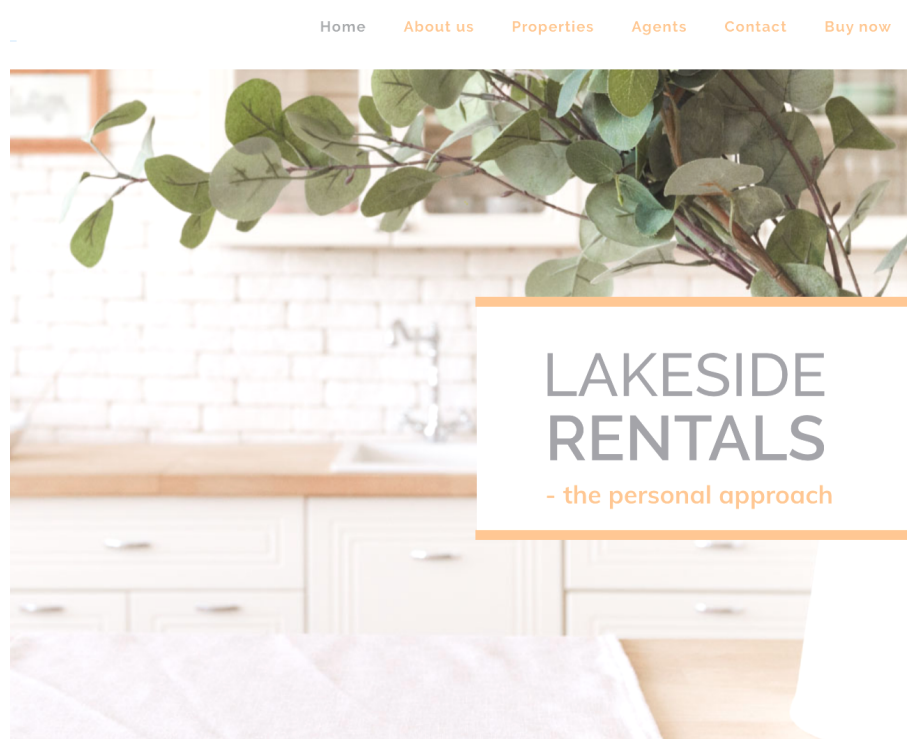 Home About us Properties Agents Contact Buy now
LAKESIDE
RENTALS
- the personal approach